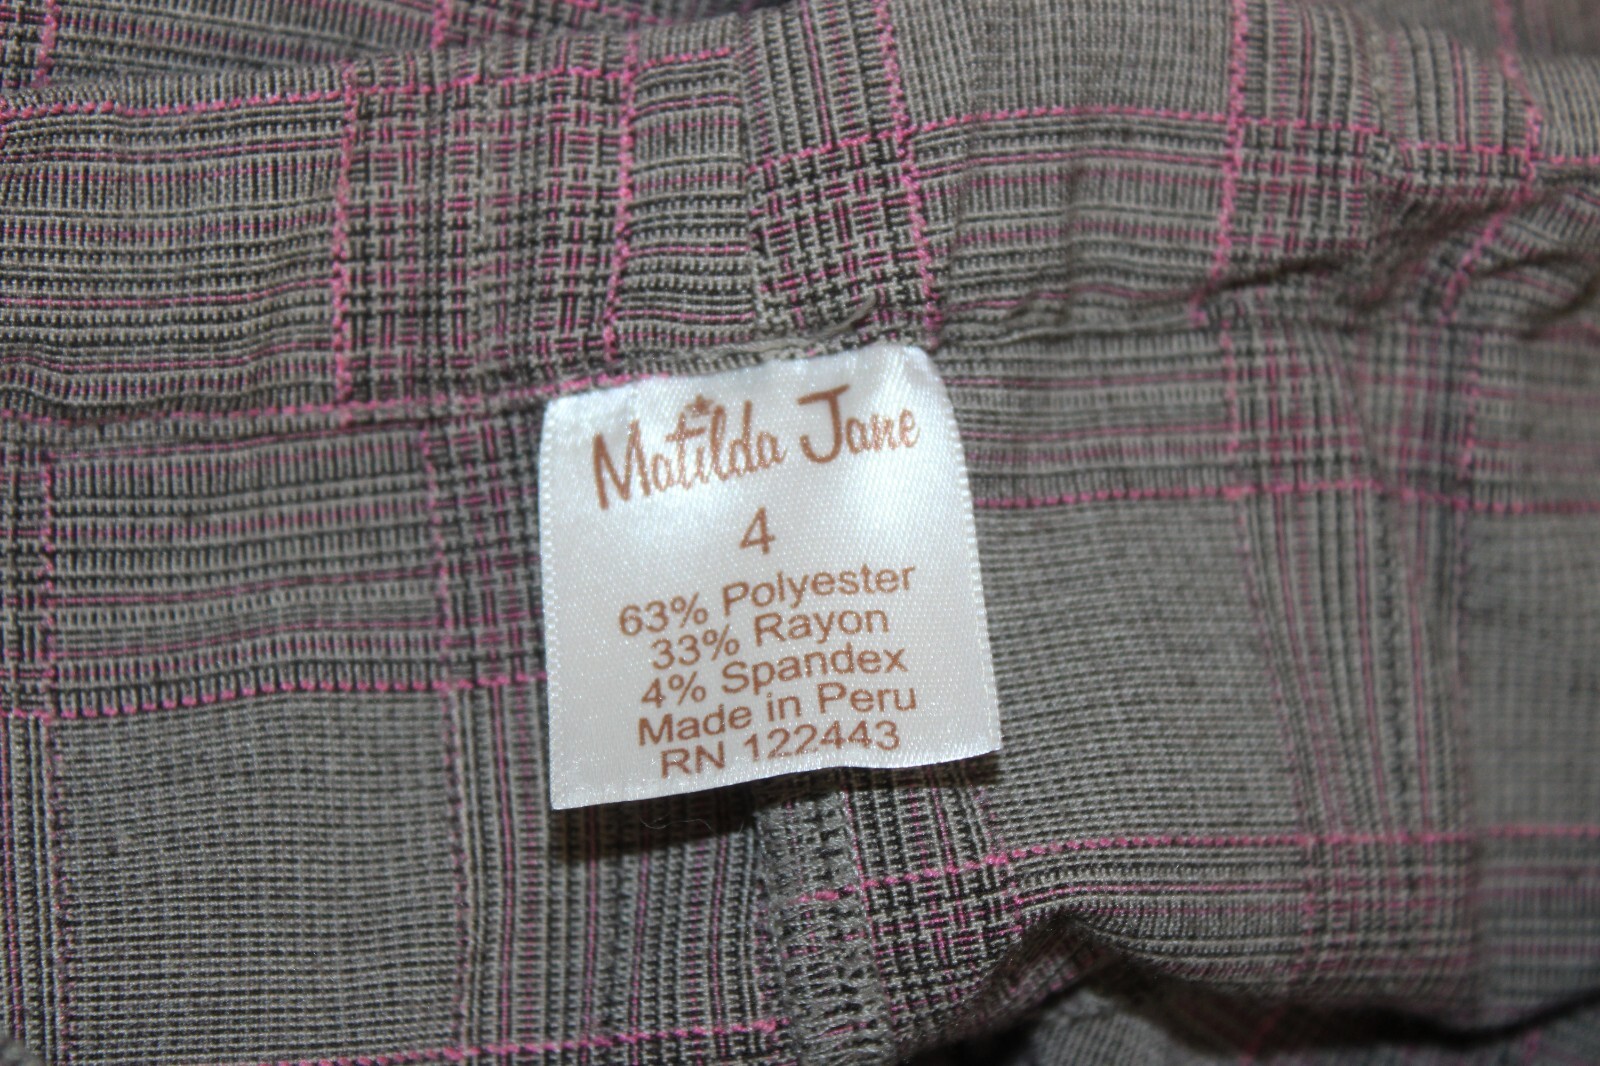 Matilda Jane
4
63% Polyester
33% Rayon
4% Spandex
Made in Peru
RN 122443